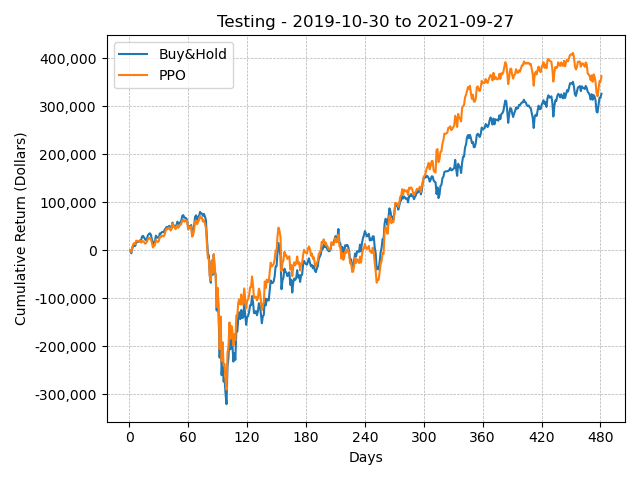 Testing - 2019-10-30 to 2021-09-27
Buy&Hold
PPO
Cumulative Return (Dollars)
400,000
300,000
200,000
100,000
0
-100,000
-200,000
-300,000
0 60 120 180 240 300 360 420 480
Days